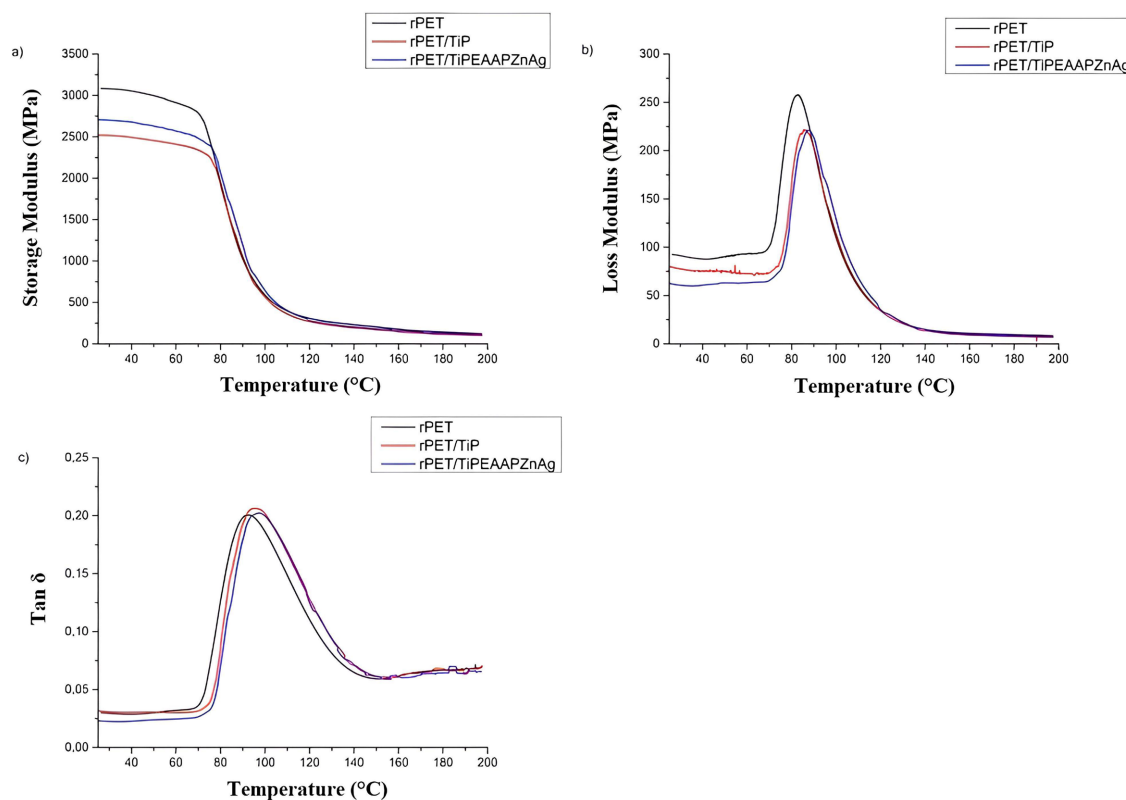 a)
rPET
rPET/TiP
rPET/TiPEAAPZnAg
3500
3000
2500
2000
1500
1000
500
0
Storage Modulus (MPa)
40 60 80 100 120 140 160 180 200
Temperature (°C)
b)
rPET
rPET/TiP
rPET/TiPEAAPZnAg
300
250
200
150
100
50
0
Loss Modulus (MPa)
40 60 80 100 120 140 160 180 200
Temperature (°C)
c)
rPET
rPET/TiP
rPET/TiPEAAPZnAg
0,25
0,20
0,15
0,10
0,05
0,00
Tan δ
40 60 80 100 120 140 160 180 200
Temperature (°C)